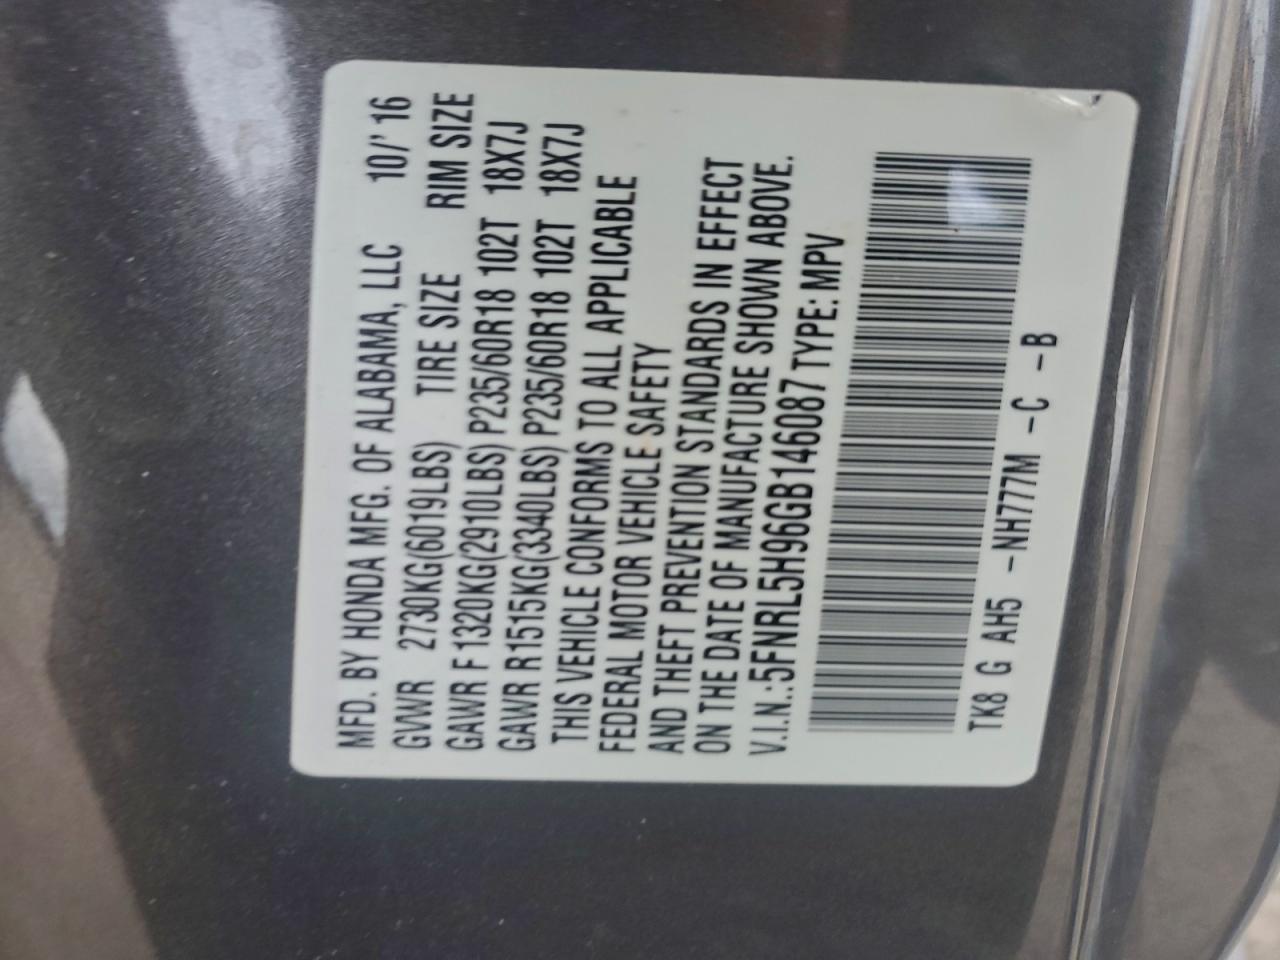 MFD. BY HONDA MFG. OF ALABAMA, LLC 10/' 16
GVWR 2730KG(6019LBS) TIRE SIZE RIM SIZE
GAWR F 1320KG(2910LBS) P235/60R18 102T 18X7J
GAWR R 1515KG(3340LBS) P235/60R18 102T 18X7J
THIS VEHICLE CONFORMS TO ALL APPLICABLE
FEDERAL MOTOR VEHICLE SAFETY
AND THEFT PREVENTION STANDARDS IN EFFECT
ON THE DATE OF MANUFACTURE SHOWN ABOVE.
V.I.N.:5FNRL5H96GB146087 TYPE: MPV
TK8 G AH5 -NH777M -C -B